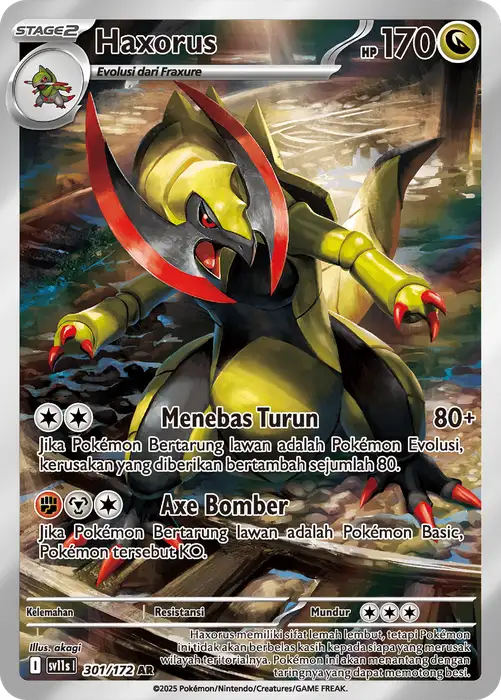 STAGE2
Haxorus
HP 170
Evolusi dari Fraxure
Menebas Turun 80+
Jika Pokémon Bertarung lawan adalah Pokémon Evolusi,
kerusakan yang diberikan bertambah sejumlah 80.
Axe Bomber
Jika Pokémon Bertarung lawan adalah Pokémon Basic,
Pokémon tersebut KO.
Kelemahan Resistansi Mundur
Illus. akagi
Haxorus memiliki sifat lemah lembut, tetapi Pokémon
ini tidak akan berbelas kasih kepada siapa yang merusak
wilayah teritorialnya. Pokémon ini akan menantang dengan
taringnya yang dapat memotong besi.
I sv11s I 301/172 AR
©2025 Pokémon/Nintendo/Creatures/GAME FREAK.